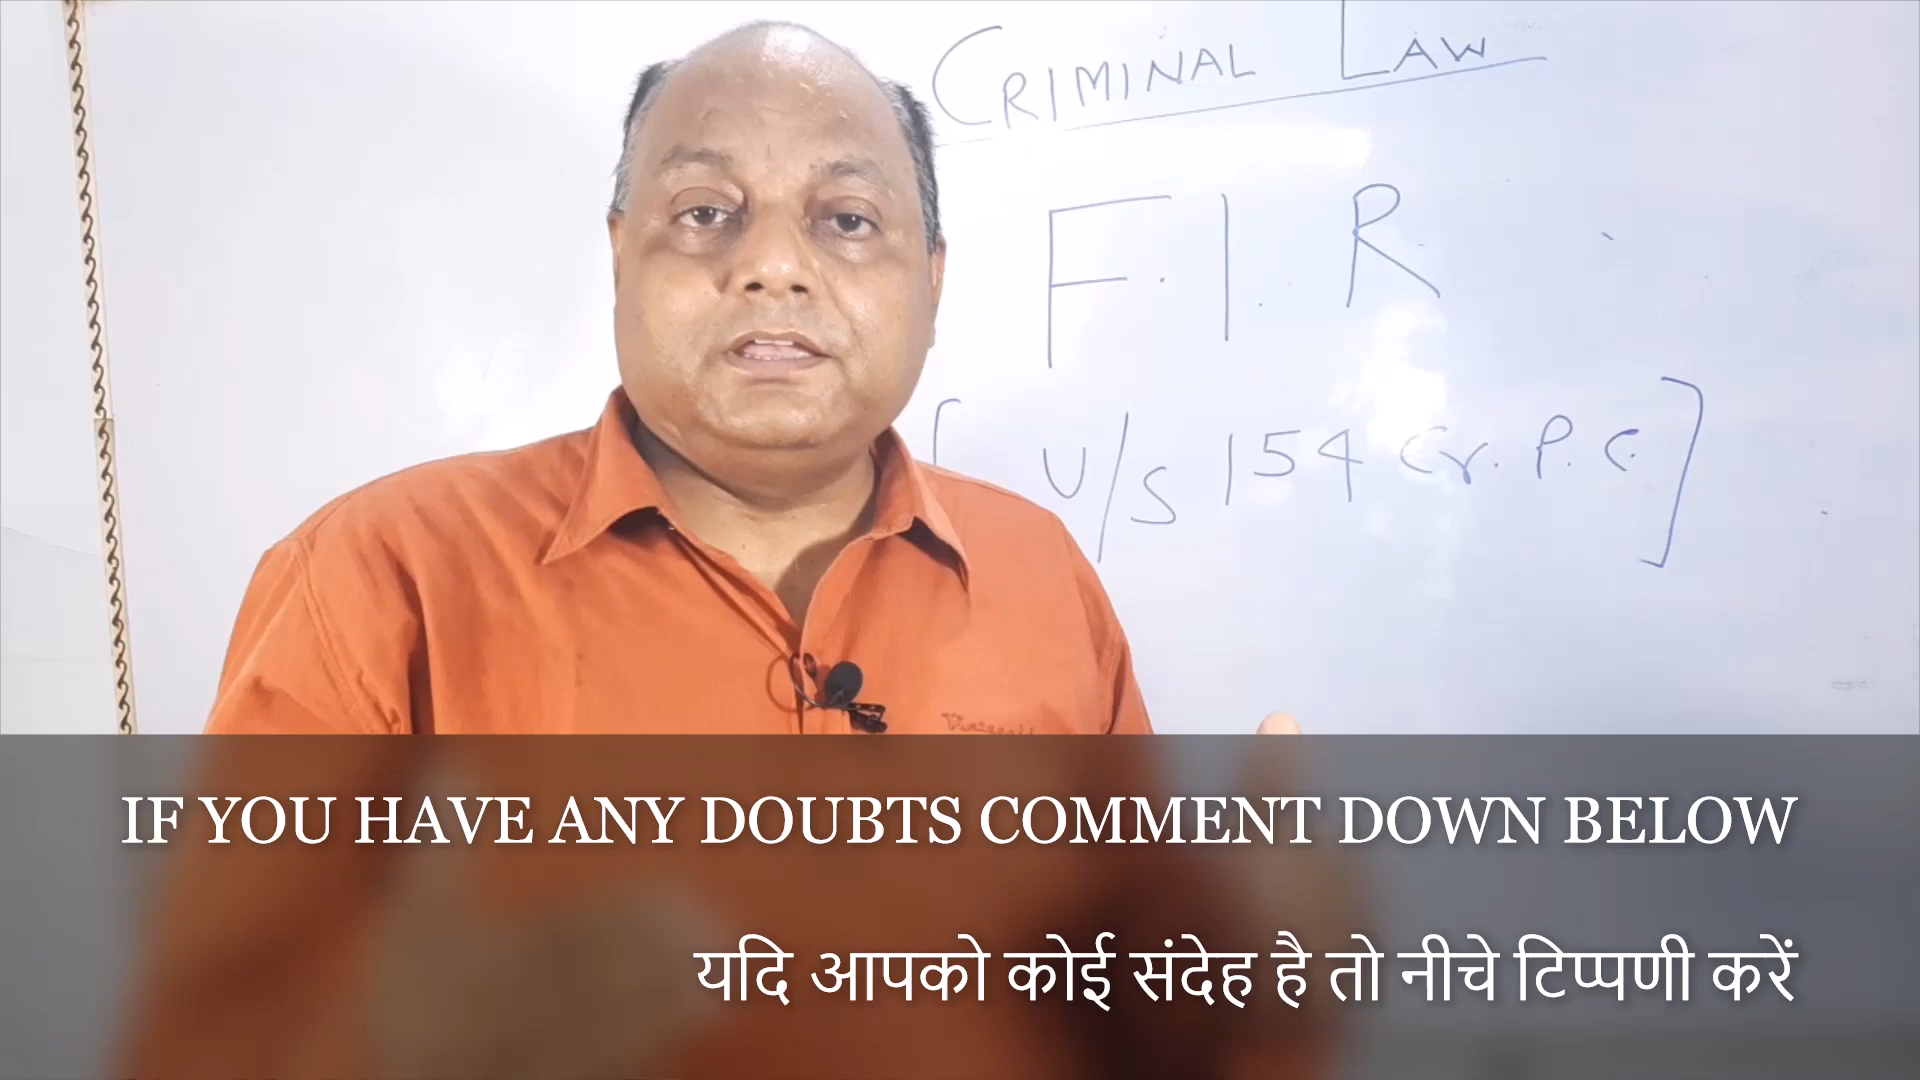 CRIMINAL LAW
F.I.R
[U/S 154 Cr.P.C.]
IF YOU HAVE ANY DOUBTS COMMENT DOWN BELOW
यदि आपको कोई संदेह है तो नीचे टिप्पणी करें